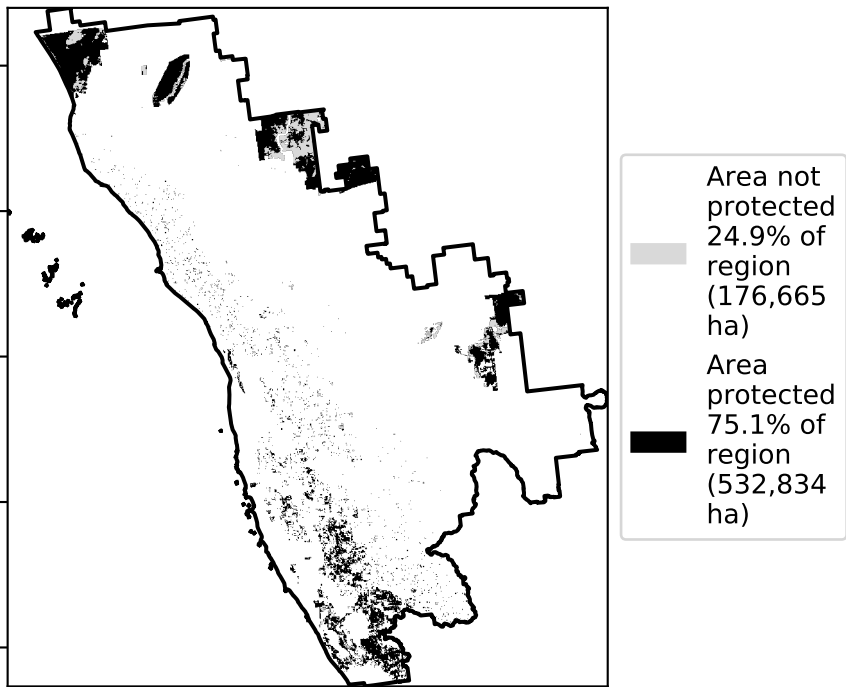 Area not
protected
24.9% of
region
(176,665
ha)
Area
protected
75.1% of
region
(532,834
ha)